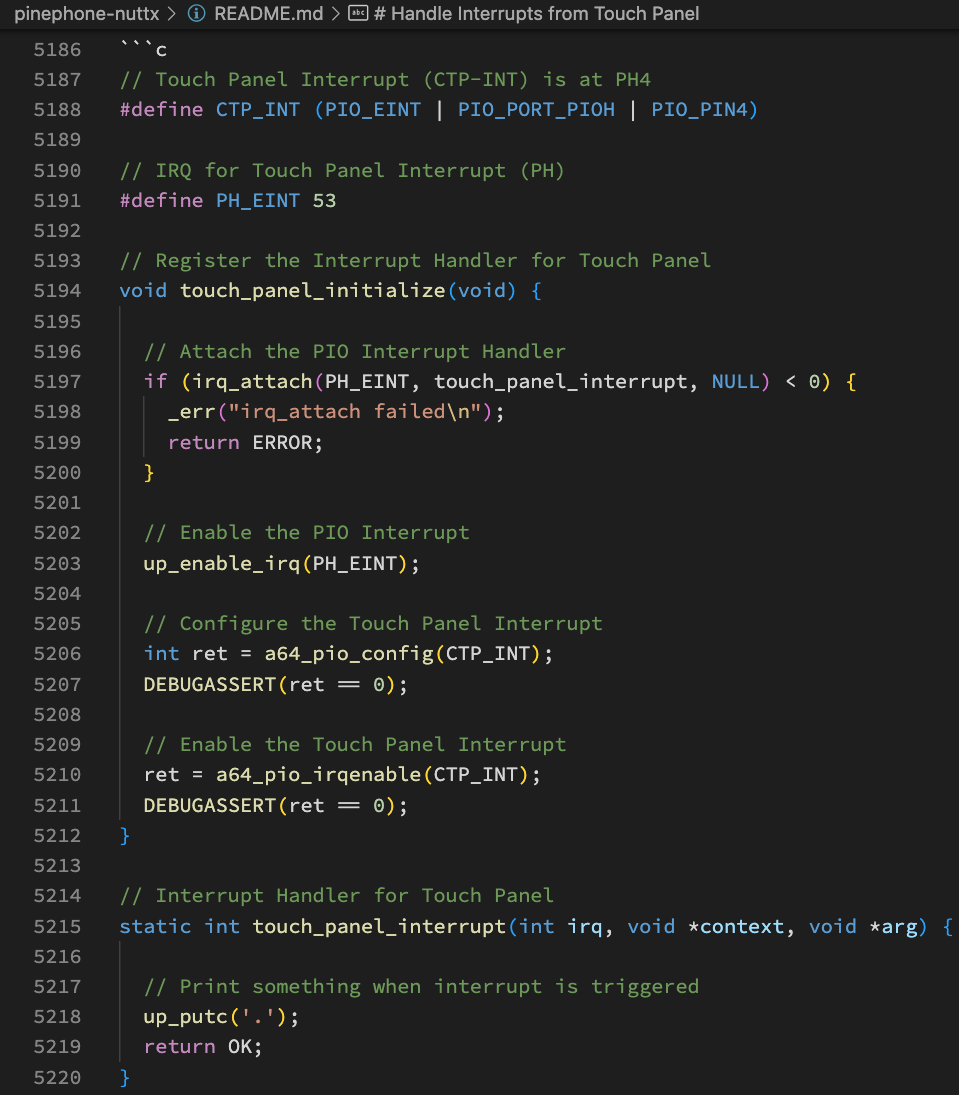 pinephone-nuttx > README.md > abc # Handle Interrupts from Touch Panel
5186 ```c
5187 // Touch Panel Interrupt (CTP-INT) is at PH4
5188 #define CTP_INT (PIO_EINT | PIO_PORT_PIOH | PIO_PIN4)
5189
5190 // IRQ for Touch Panel Interrupt (PH)
5191 #define PH_EINT 53
5192
5193 // Register the Interrupt Handler for Touch Panel
5194 void touch_panel_initialize(void) {
5195
5196   // Attach the PIO Interrupt Handler
5197   if (irq_attach(PH_EINT, touch_panel_interrupt, NULL) < 0) {
5198     _err("irq_attach failed\n");
5199     return ERROR;
5200   }
5201
5202   // Enable the PIO Interrupt
5203   up_enable_irq(PH_EINT);
5204
5205   // Configure the Touch Panel Interrupt
5206   int ret = a64_pio_config(CTP_INT);
5207   DEBUGASSERT(ret == 0);
5208
5209   // Enable the Touch Panel Interrupt
5210   ret = a64_pio_irqenable(CTP_INT);
5211   DEBUGASSERT(ret == 0);
5212 }
5213
5214 // Interrupt Handler for Touch Panel
5215 static int touch_panel_interrupt(int irq, void *context, void *arg) {
5216
5217   // Print something when interrupt is triggered
5218   up_putc('.');
5219   return OK;
5220 }